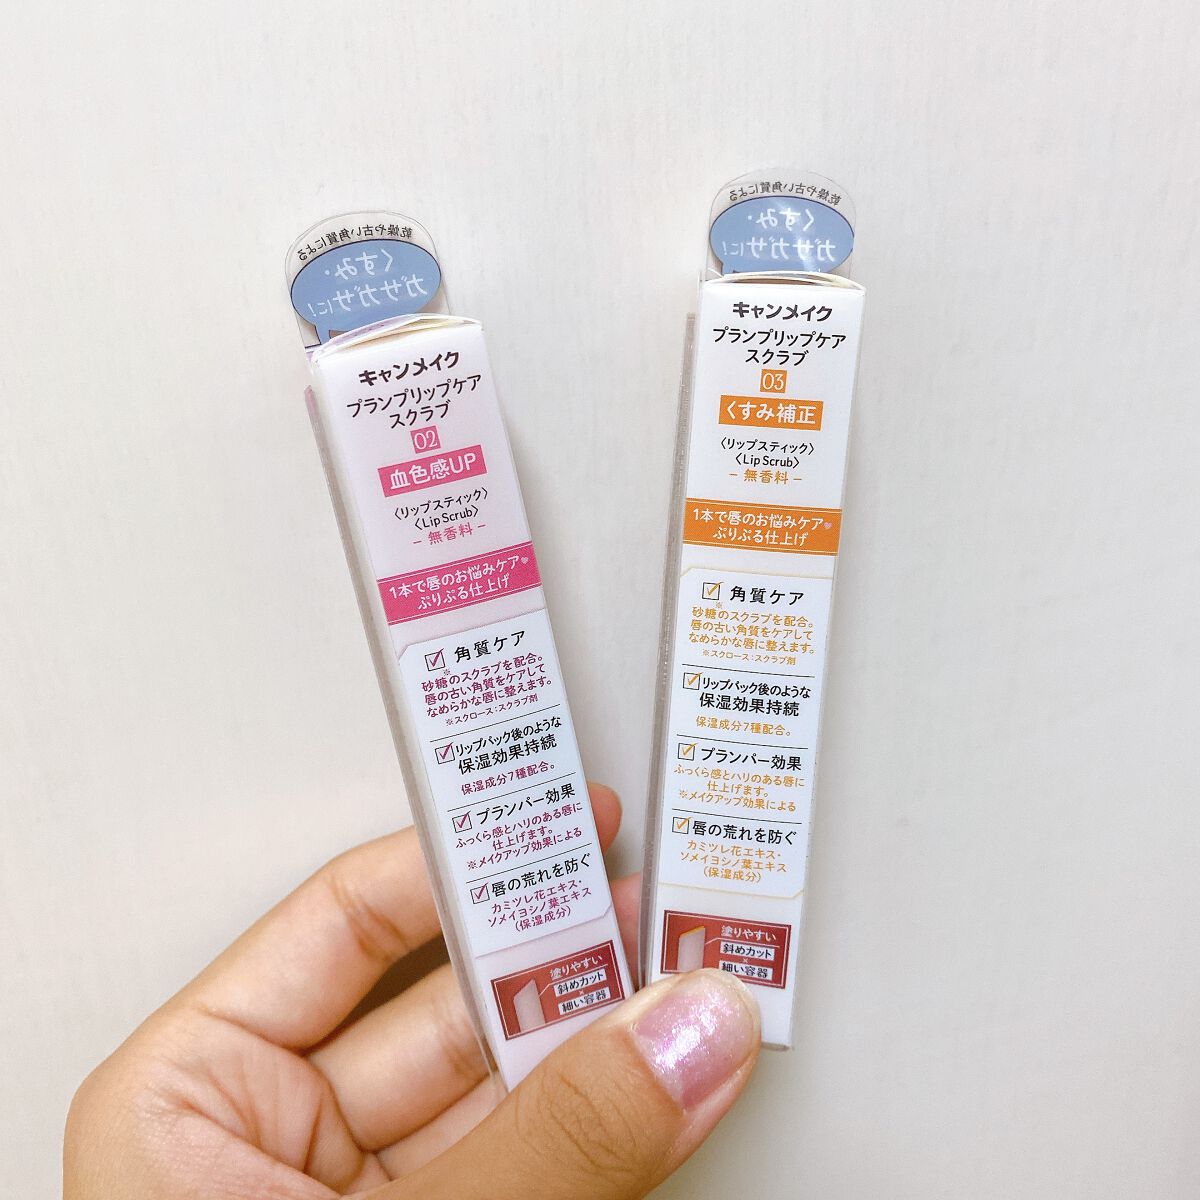 乾燥や古い角質による
くすみ・
ガサガサに!
キャンメイク
プランプリップケア
スクラブ
02
血色感UP
〈リップスティック〉
〈Lip Scrub〉
– 無香料 –
1本で唇のお悩みケア
ぷりぷる仕上げ
角質ケア
※
砂糖のスクラブを配合。
唇の古い角質をケアして
なめらかな唇に整えます。
※スクロース:スクラブ剤
リップパック後のような
保湿効果持続
保湿成分7種配合。
プランパー効果
ふっくら感とハリのある唇に
仕上げます。
※メイクアップ効果による
唇の荒れを防ぐ
カミツレ花エキス・
ソメイヨシノ葉エキス
(保湿成分)
塗りやすい
斜めカット
×
細い容器
乾燥や古い角質による
くすみ・
ガサガサに!
キャンメイク
プランプリップケア
スクラブ
03
くすみ補正
〈リップスティック〉
〈Lip Scrub〉
– 無香料 –
1本で唇のお悩みケア
ぷりぷる仕上げ
角質ケア
※
砂糖のスクラブを配合。
唇の古い角質をケアして
なめらかな唇に整えます。
※スクロース:スクラブ剤
リップパック後のような
保湿効果持続
保湿成分7種配合。
プランパー効果
ふっくら感とハリのある唇に
仕上げます。
※メイクアップ効果による
唇の荒れを防ぐ
カミツレ花エキス・
ソメイヨシノ葉エキス
(保湿成分)
塗りやすい
斜めカット
×
細い容器